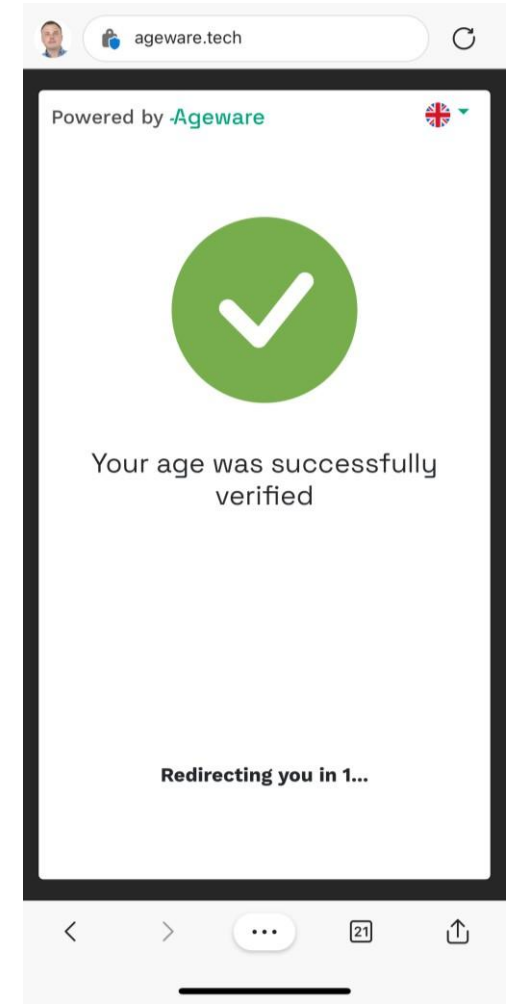 ageware.tech
Powered by Ageware
Your age was successfully
verified
Redirecting you in 1...
21